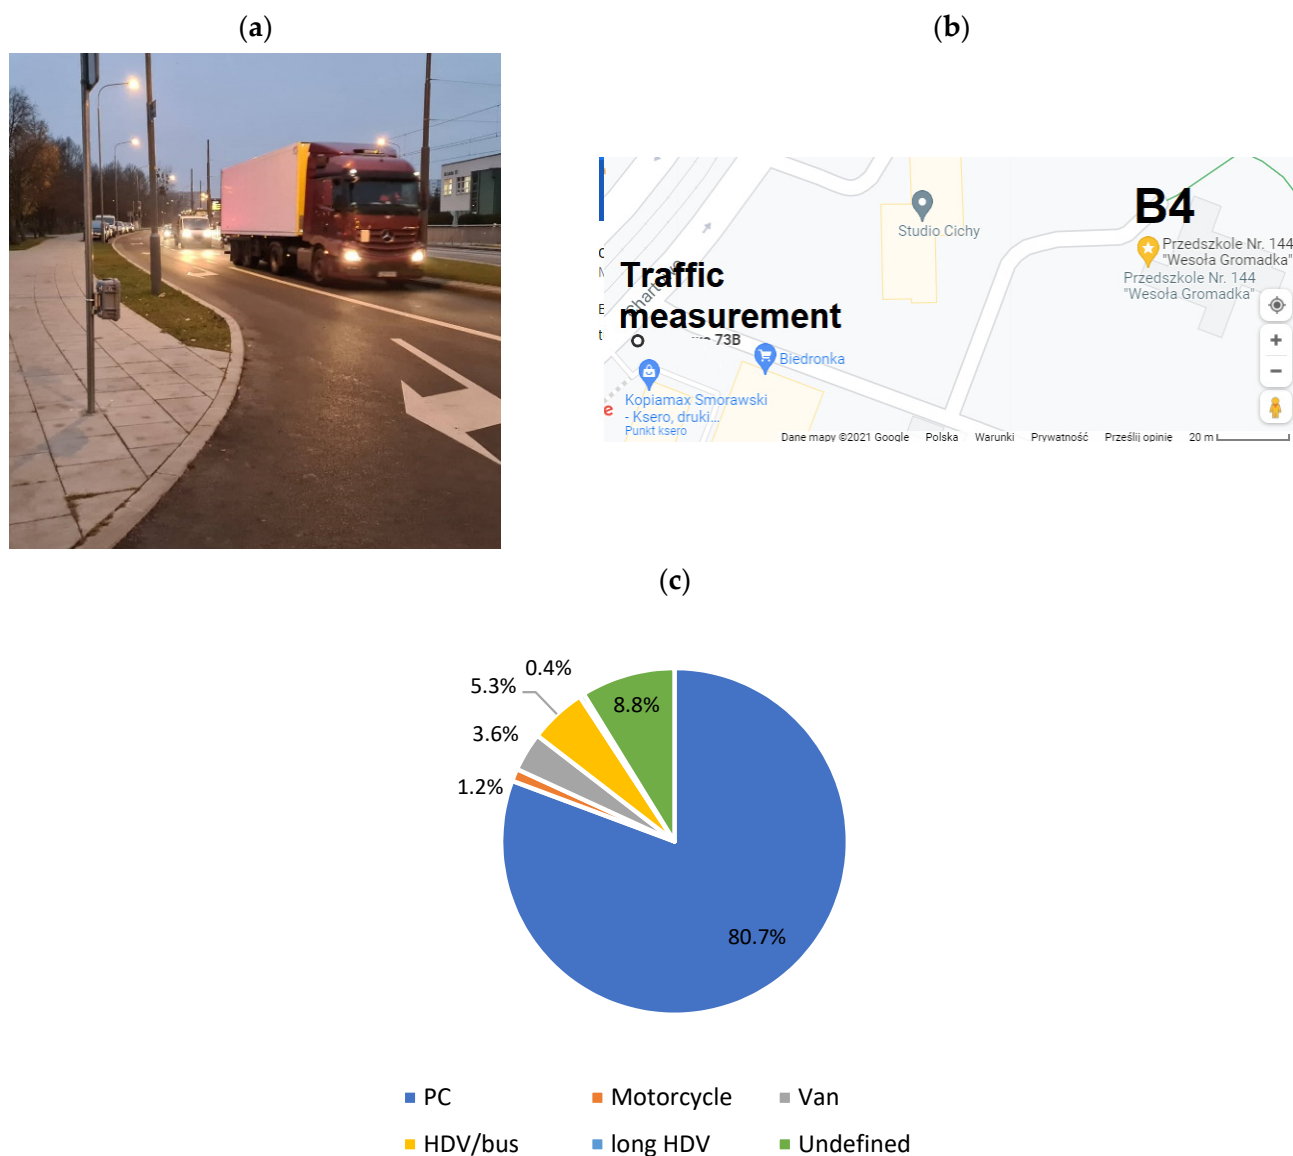 (a)
(b)
Studio Cichy
B4
Przedszkole Nr. 144
"Wesoła Gromadka"
Przedszkole Nr. 144
"Wesoła Gromadka"
Traffic
measurement
73B
Biedronka
Kopiamax Smorawski
- Ksero, druki...
Punkt ksero
Dane mapy ©2021 Google Polska Warunki Prywatność Prześlij opinię 20 m
(c)
0.4%
5.3%
8.8%
3.6%
1.2%
80.7%
PC Motorcycle Van
HDV/bus long HDV Undefined